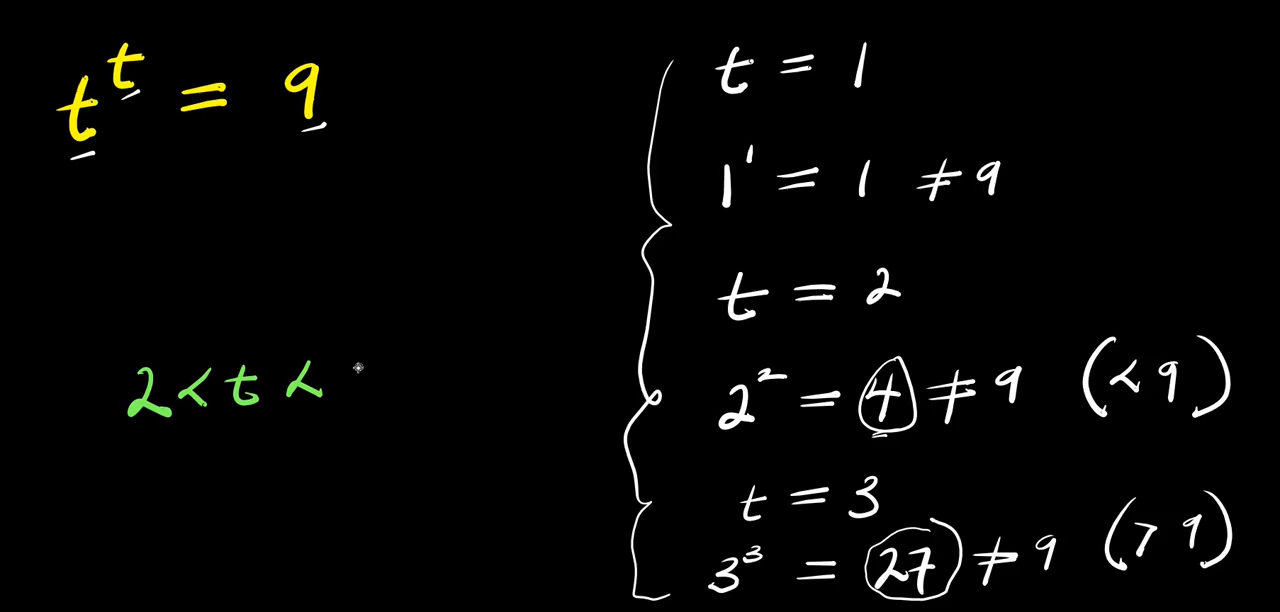 t^t = 9
2 < t <
t = 1
1^1 = 1 ≠ 9
t = 2
2^2 = 4 ≠ 9 (< 9)
t = 3
3^3 = 27 ≠ 9 (> 9)